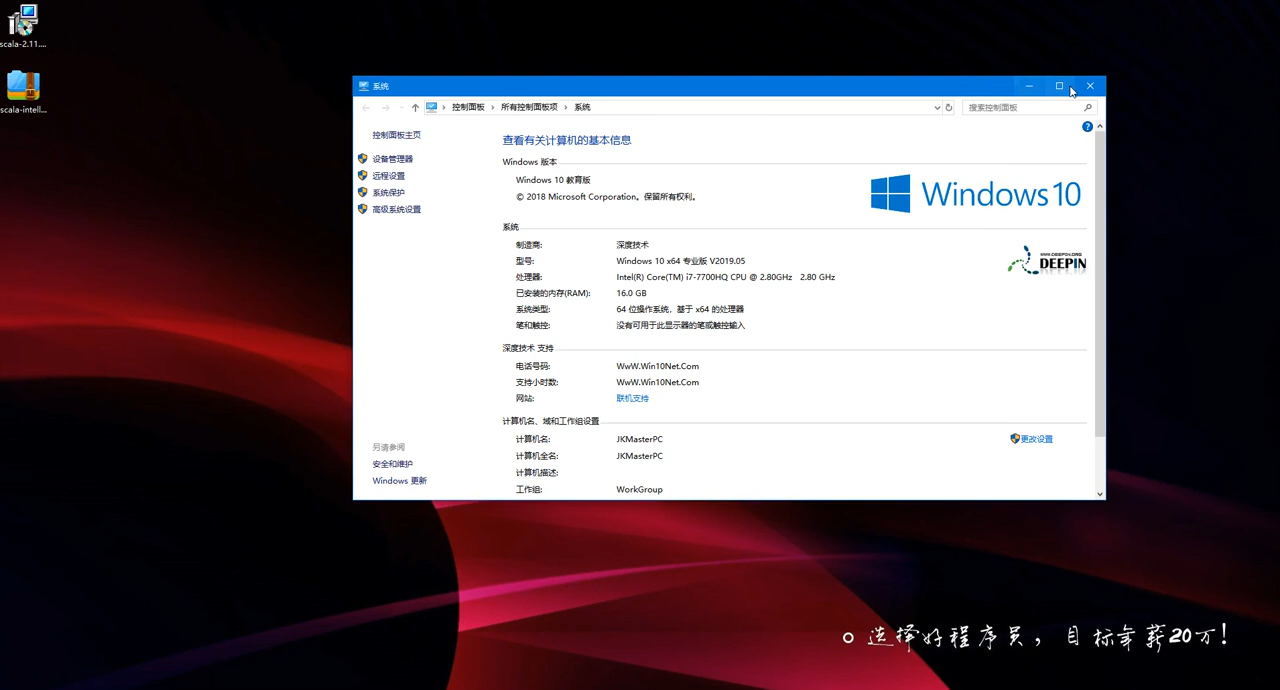 scala-2.11....
scala-intell...
系统
控制面板 › 所有控制面板项 › 系统
搜索控制面板
控制面板主页
设备管理器
远程设置
系统保护
高级系统设置
另请参阅
安全和维护
Windows 更新
查看有关计算机的基本信息
Windows 版本
Windows 10 教育版
© 2018 Microsoft Corporation。保留所有权利。
Windows 10
系统
制造商: 深度技术
型号: Windows 10 x64 专业版 V2019.05
处理器: Intel(R) Core(TM) i7-7700HQ CPU @ 2.80GHz 2.80 GHz
已安装的内存(RAM): 16.0 GB
系统类型: 64 位操作系统，基于 x64 的处理器
笔和触控: 没有可用于此显示器的笔或触控输入
WWW.DEEPIN.ORG
DEEPIN
深度技术 支持
电话号码: WwW.Win10Net.Com
支持小时数: WwW.Win10Net.Com
网站: 联机支持
计算机名、域和工作组设置
计算机名: JKMasterPC
更改设置
计算机全名: JKMasterPC
计算机描述:
工作组: WorkGroup
选择好程序员，目标年薪20万！